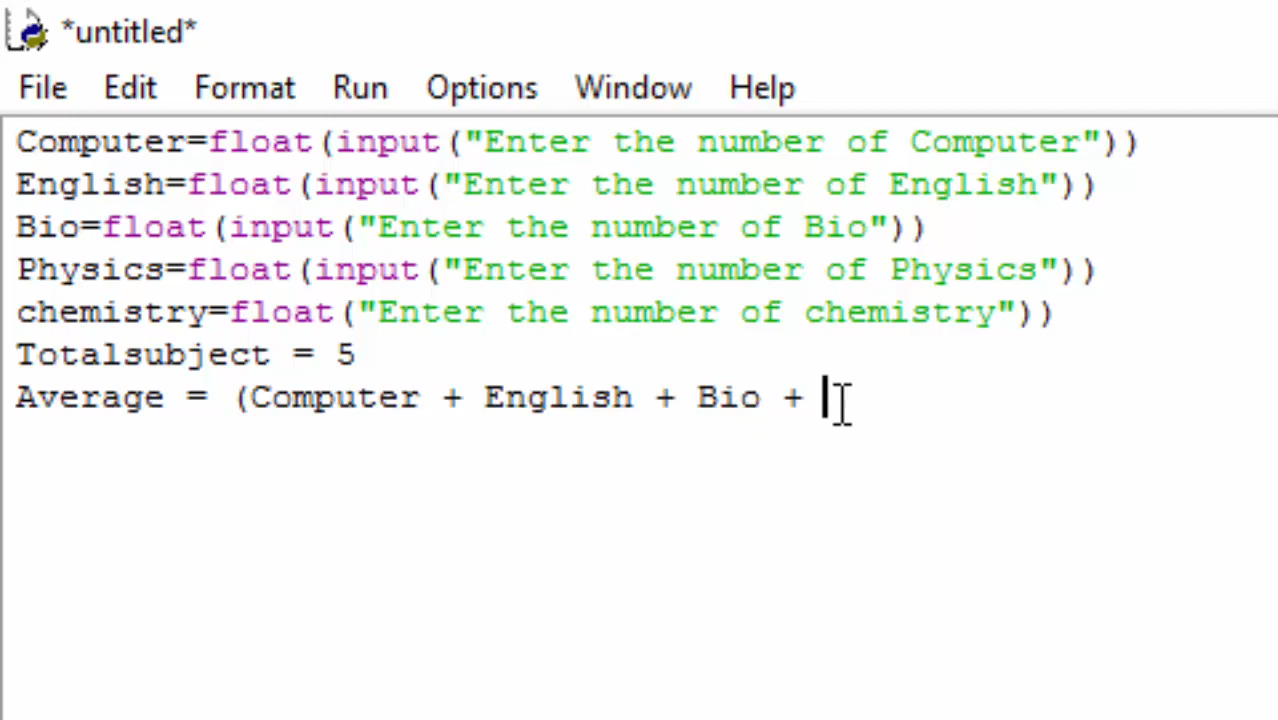 *untitled*
File Edit Format Run Options Window Help
Computer=float(input("Enter the number of Computer"))
English=float(input("Enter the number of English"))
Bio=float(input("Enter the number of Bio"))
Physics=float(input("Enter the number of Physics"))
chemistry=float("Enter the number of chemistry"))
Totalsubject = 5
Average = (Computer + English + Bio +